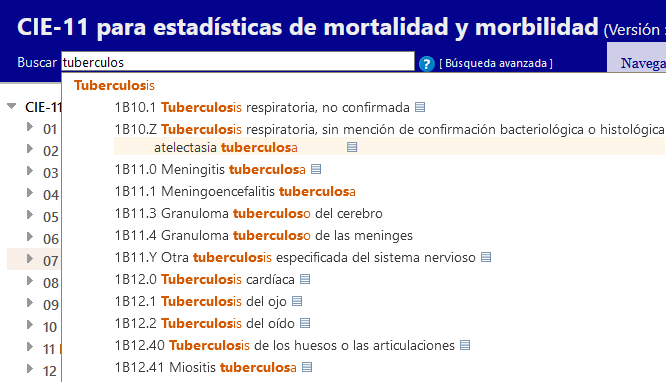 CIE-11 para estadísticas de mortalidad y morbilidad (Versión :
Buscar tuberculos ? [ Búsqueda avanzada ] Navega
Tuberculosis
CIE-11
1B10.1 Tuberculosis respiratoria, no confirmada
01
1B10.Z Tuberculosis respiratoria, sin mención de confirmación bacteriológica o histológica
02
atelectasia tuberculosa
03
1B11.0 Meningitis tuberculosa
04
1B11.1 Meningoencefalitis tuberculosa
05
1B11.3 Granuloma tuberculoso del cerebro
06
1B11.4 Granuloma tuberculoso de las meninges
07
1B11.Y Otra tuberculosis especificada del sistema nervioso
08
1B12.0 Tuberculosis cardíaca
09
1B12.1 Tuberculosis del ojo
10
1B12.2 Tuberculosis del oído
11
1B12.40 Tuberculosis de los huesos o las articulaciones
12
1B12.41 Miositis tuberculosa